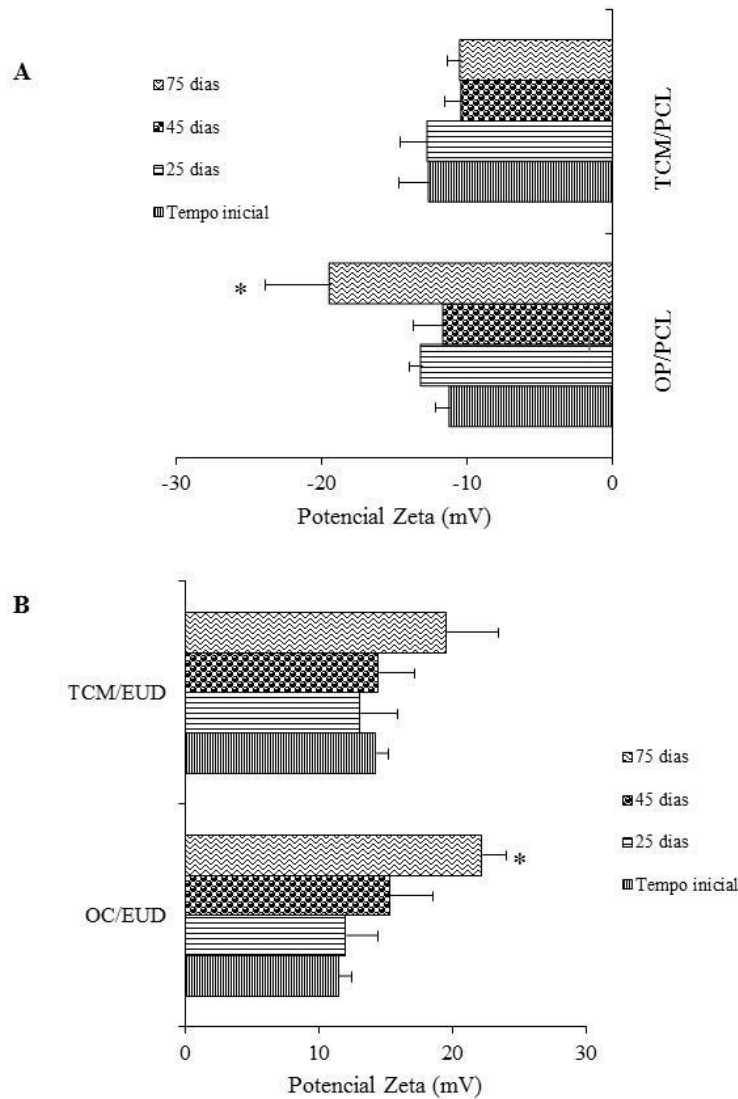 A
75 dias
45 dias
25 dias
Tempo inicial
TCM/PCL
*
OP/PCL
-30 -20 -10 0
Potencial Zeta (mV)
B
TCM/EUD
OC/EUD
*
75 dias
45 dias
25 dias
Tempo inicial
0 10 20 30
Potencial Zeta (mV)